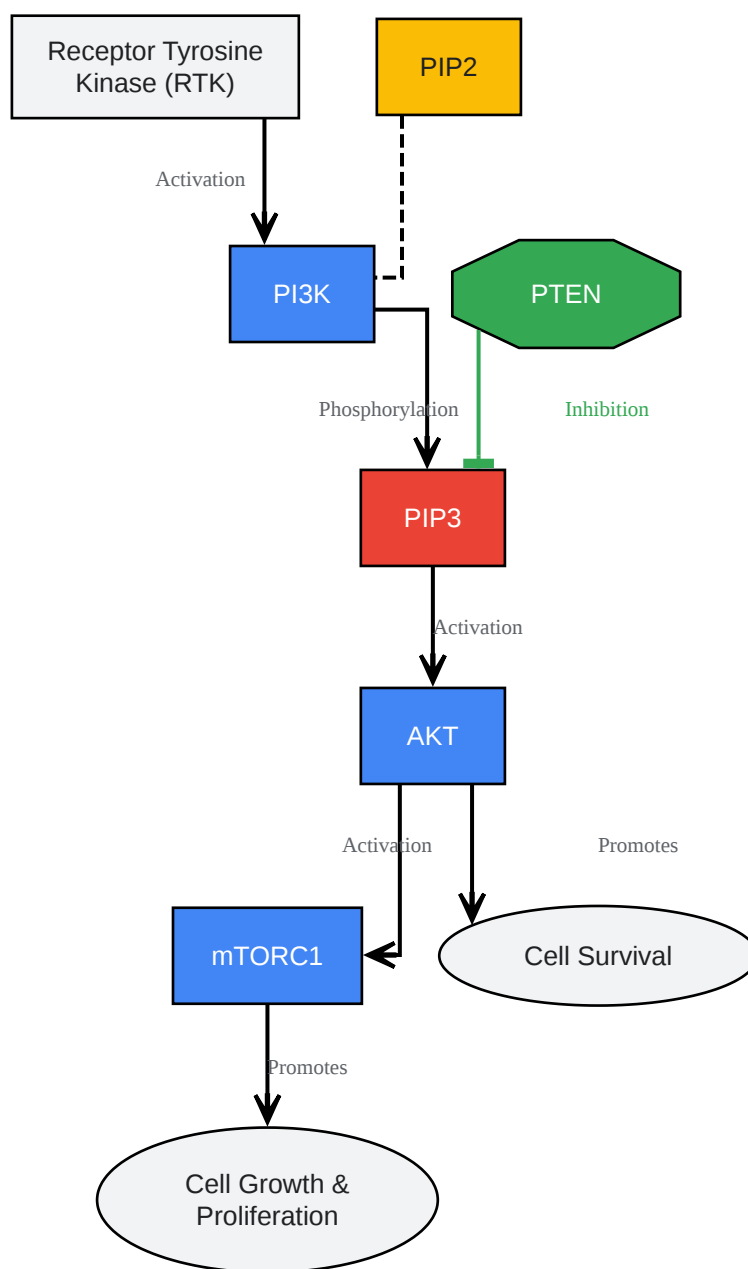 Receptor Tyrosine
Kinase (RTK)
PIP2
Activation
PI3K
PTEN
Phosphorylation
Inhibition
PIP3
Activation
AKT
Activation
Promotes
mTORC1
Cell Survival
Promotes
Cell Growth &
Proliferation